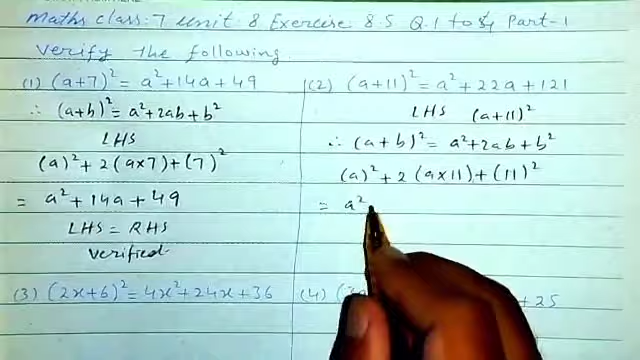 Maths class:7 unit 8 Exercise 8.5 Q.1 to 4 Part-1
Verify the following
(1) (a+7)² = a²+14a+49
∴ (a+b)² = a²+2ab+b²
LHS
(a)²+2(a×7)+(7)²
= a²+14a+49
LHS = RHS
Verified
(2) (a+11)² = a²+22a+121
LHS (a+11)²
∴ (a+b)² = a²+2ab+b²
(a)²+2(a×11)+(11)²
= a²
(3) (2x+6)² = 4x²+24x+36
(4) ( +25